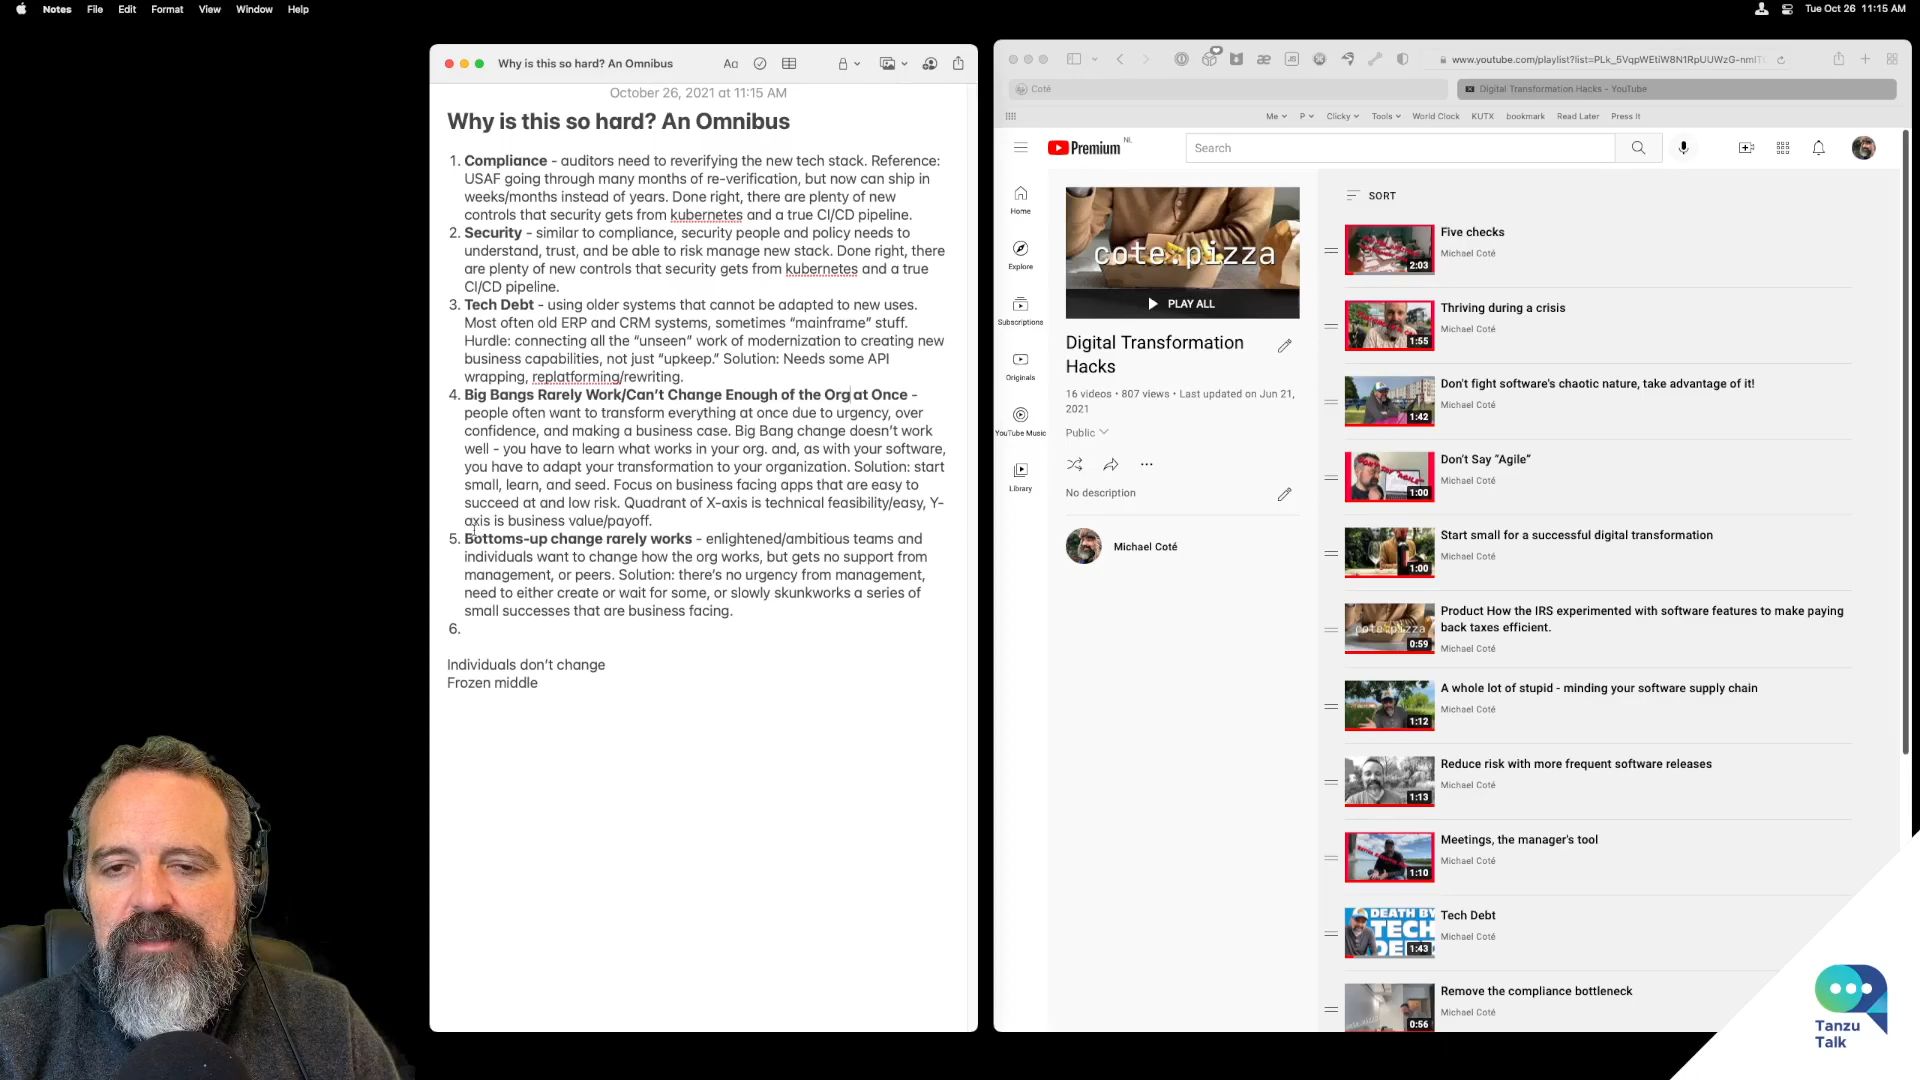 Notes File Edit Format View Window Help
Tue Oct 26 11:15 AM
Why is this so hard? An Omnibus
October 26, 2021 at 11:15 AM
Why is this so hard? An Omnibus
1. Compliance - auditors need to reverifying the new tech stack. Reference:
USAF going through many months of re-verification, but now can ship in
weeks/months instead of years. Done right, there are plenty of new
controls that security gets from kubernetes and a true CI/CD pipeline.
2. Security - similar to compliance, security people and policy needs to
understand, trust, and be able to risk manage new stack. Done right, there
are plenty of new controls that security gets from kubernetes and a true
CI/CD pipeline.
3. Tech Debt - using older systems that cannot be adapted to new uses.
Most often old ERP and CRM systems, sometimes “mainframe” stuff.
Hurdle: connecting all the “unseen” work of modernization to creating new
business capabilities, not just “upkeep.” Solution: Needs some API
wrapping, replatforming/rewriting.
4. Big Bangs Rarely Work/Can’t Change Enough of the Org at Once -
people often want to transform everything at once due to urgency, over
confidence, and making a business case. Big Bang change doesn’t work
well - you have to learn what works in your org. and, as with your software,
you have to adapt your transformation to your organization. Solution: start
small, learn, and seed. Focus on business facing apps that are easy to
succeed at and low risk. Quadrant of X-axis is technical feasibility/easy, Y-
axis is business value/payoff.
5. Bottoms-up change rarely works - enlightened/ambitious teams and
individuals want to change how the org works, but gets no support from
management, or peers. Solution: there’s no urgency from management,
need to either create or wait for some, or slowly skunkworks a series of
small successes that are business facing.
6.
Individuals don’t change
Frozen middle
www.youtube.com/playlist?list=PLk_5VqpWEtiW8N1RpUUWzG-nmIT
Coté
Digital Transformation Hacks - YouTube
Me P Clicky Tools World Clock KUTX bookmark Read Later Press It
Premium NL
Search
Home
Explore
Subscriptions
Originals
YouTube Music
Library
cote.pizza
PLAY ALL
Digital Transformation
Hacks
16 videos • 807 views • Last updated on Jun 21,
2021
Public
No description
Michael Coté
SORT
Five checks
Michael Coté
2:03
Thriving during a crisis
Michael Coté
1:55
Don't fight software's chaotic nature, take advantage of it!
Michael Coté
1:42
Don’t Say “Agile”
Michael Coté
1:00
Start small for a successful digital transformation
Michael Coté
1:00
Product How the IRS experimented with software features to make paying
back taxes efficient.
Michael Coté
cote.pizza
0:59
A whole lot of stupid - minding your software supply chain
Michael Coté
1:12
Reduce risk with more frequent software releases
Michael Coté
1:13
Meetings, the manager's tool
Michael Coté
1:10
Tech Debt
Michael Coté
DEATH BY
TECH
1:43
Remove the compliance bottleneck
Michael Coté
0:56
Tanzu
Talk